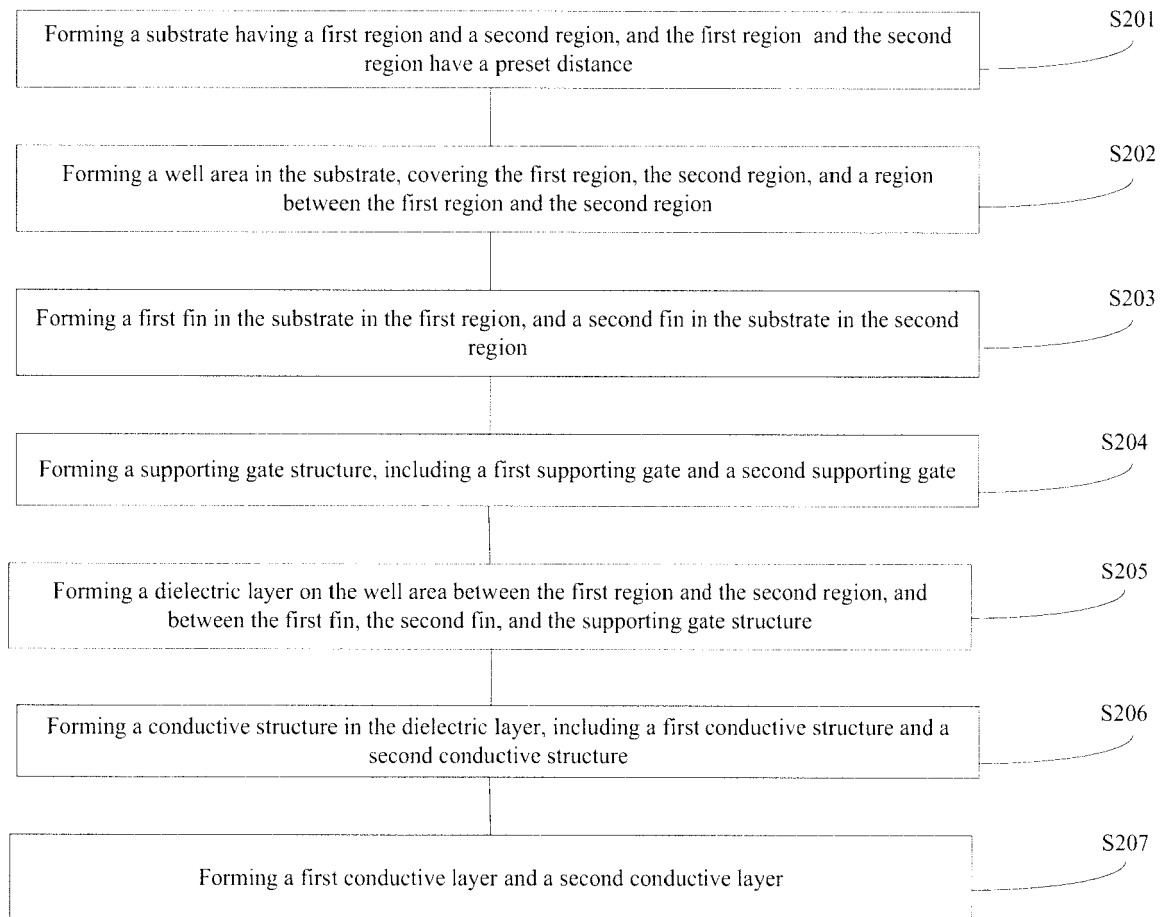 S201
Forming a substrate having a first region and a second region, and the first region and the second
region have a preset distance
S202
Forming a well area in the substrate, covering the first region, the second region, and a region
between the first region and the second region
S203
Forming a first fin in the substrate in the first region, and a second fin in the substrate in the second
region
S204
Forming a supporting gate structure, including a first supporting gate and a second supporting gate
S205
Forming a dielectric layer on the well area between the first region and the second region, and
between the first fin, the second fin, and the supporting gate structure
S206
Forming a conductive structure in the dielectric layer, including a first conductive structure and a
second conductive structure
S207
Forming a first conductive layer and a second conductive layer